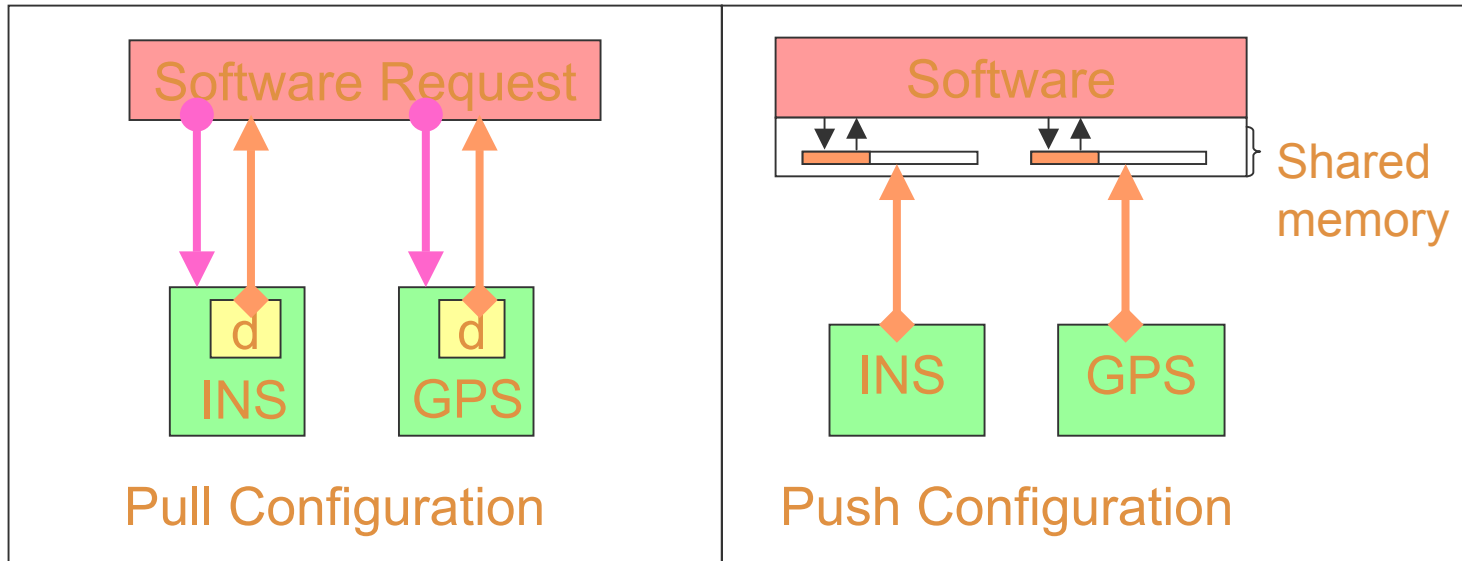 Software Request
d
INS
d
GPS
Pull Configuration
Software
Shared
memory
INS
GPS
Push Configuration